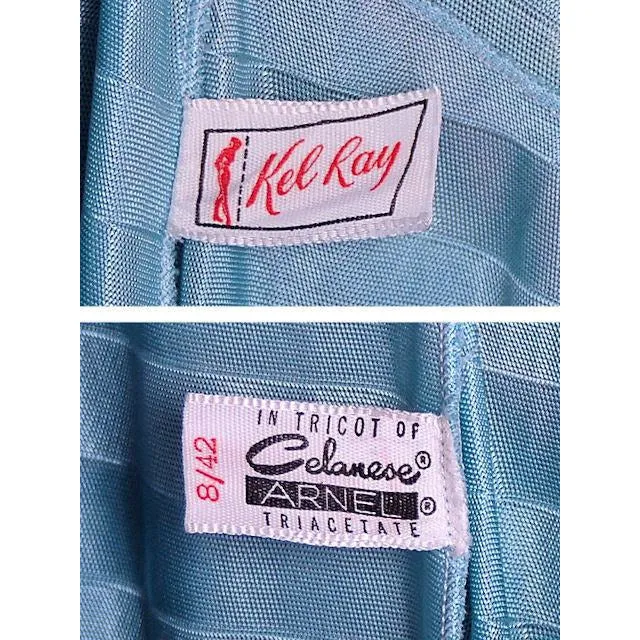 Kel Ray
8/42
IN TRICOT OF
Celanese®
ARNEL®
TRIACETATE